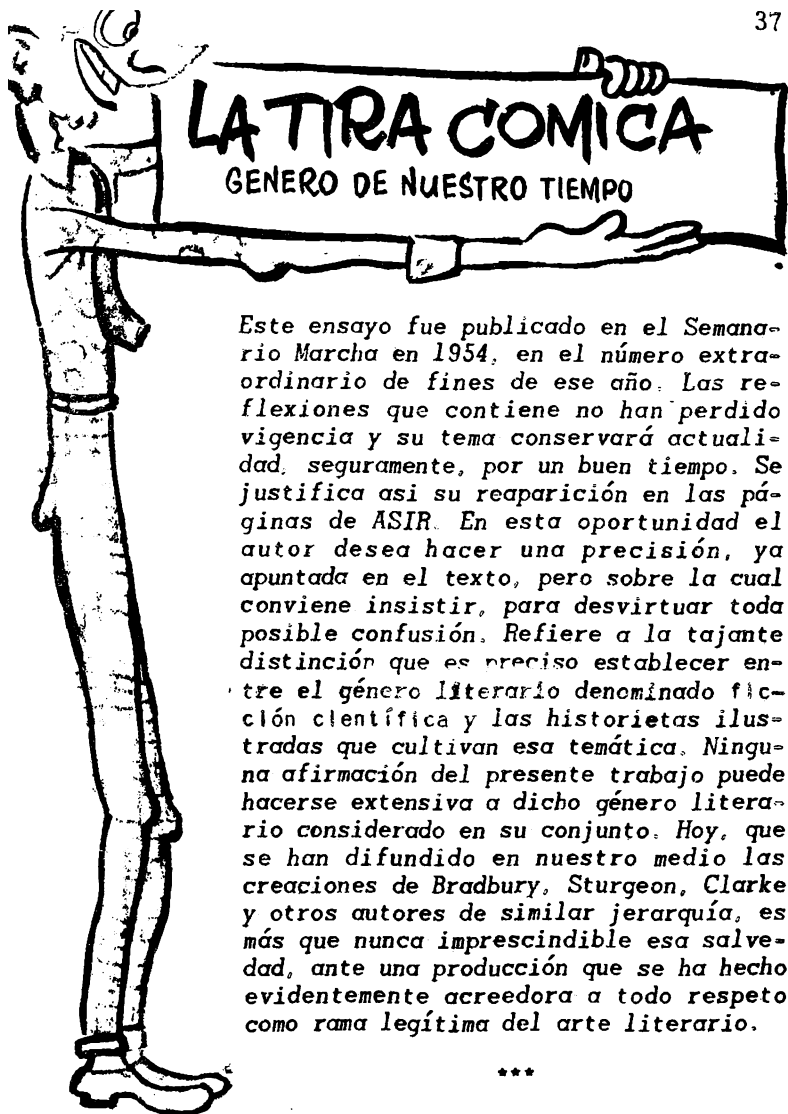 37
LA TIRA COMICA
GENERO DE NUESTRO TIEMPO
Este ensayo fue publicado en el Semana-
rio Marcha en 1954, en el número extra-
ordinario de fines de ese año. Las re-
flexiones que contiene no han perdido
vigencia y su tema conservará actuali-
dad, seguramente, por un buen tiempo. Se
justifica asi su reaparición en las pá-
ginas de ASIR. En esta oportunidad el
autor desea hacer una precisión, ya
apuntada en el texto, pero sobre la cual
conviene insistir, para desvirtuar toda
posible confusión. Refiere a la tajante
distinción que es preciso establecer en-
tre el género literario denominado fic-
ción científica y las historietas ilus-
tradas que cultivan esa temática. Ningu-
na afirmación del presente trabajo puede
hacerse extensiva a dicho género litera-
rio considerado en su conjunto. Hoy, que
se han difundido en nuestro medio las
creaciones de Bradbury, Sturgeon, Clarke
y otros autores de similar jerarquía, es
más que nunca imprescindible esa salve-
dad, ante una producción que se ha hecho
evidentemente acreedora a todo respeto
como rama legítima del arte literario.
***